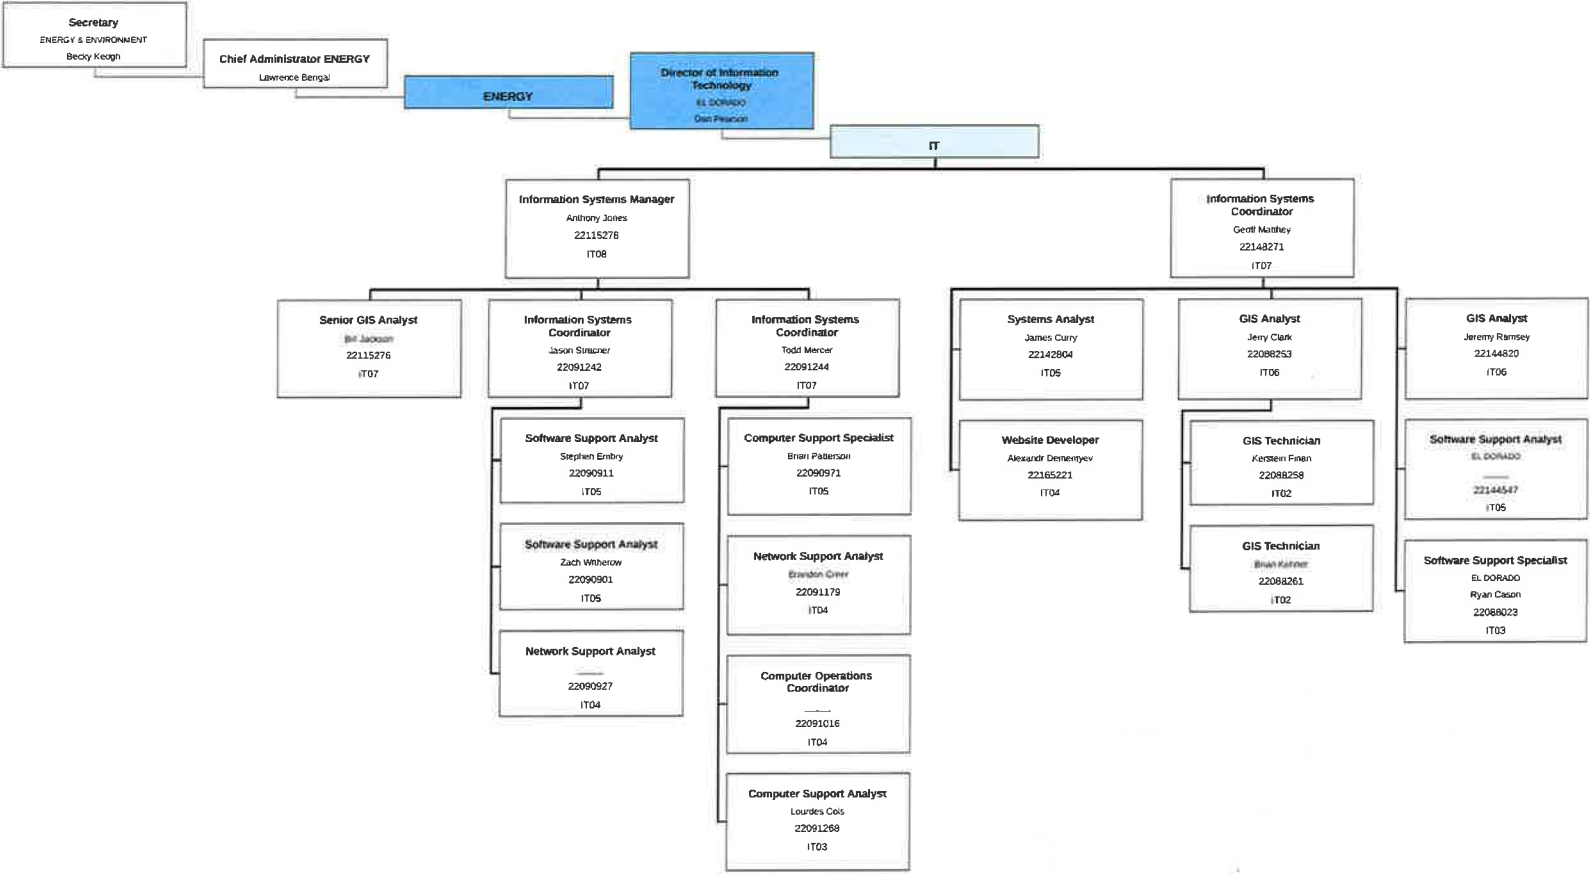 Secretary
ENERGY & ENVIRONMENT
Becky Keogh
Chief Administrator ENERGY
Lawrence Bengal
ENERGY
Director of Information
Technology
EL DORADO
Dan Pearson
IT
Information Systems Manager
Anthony Jones
22115278
IT08
Information Systems
Coordinator
Geoff Matthey
22148271
IT07
Senior GIS Analyst
Bill Jackson
22115276
IT07
Information Systems
Coordinator
Jason
22091242
IT07
Information Systems
Coordinator
Todd Mercer
22091244
IT07
Systems Analyst
James Curry
22142804
IT05
GIS Analyst
Jerry Clark
22088253
IT06
GIS Analyst
Jeremy Ramsey
22144820
IT06
Software Support Analyst
Stephen Embry
22090911
IT05
Software Support Analyst
Zach Witherow
22090901
IT05
Network Support Analyst
22090927
IT04
Computer Support Specialist
Brian Patterson
22090971
IT05
Network Support Analyst
Brandon Greer
22091179
IT04
Computer Operations
Coordinator
22091016
IT04
Computer Support Analyst
Lourdes Cois
22091268
IT03
Website Developer
Alexandr Dementyev
22165221
IT04
GIS Technician
Kerstein Finan
22088258
IT02
GIS Technician
Brian
22088261
IT02
Software Support Analyst
EL DORADO
22144547
IT05
Software Support Specialist
EL DORADO
Ryan Cason
22088023
IT03